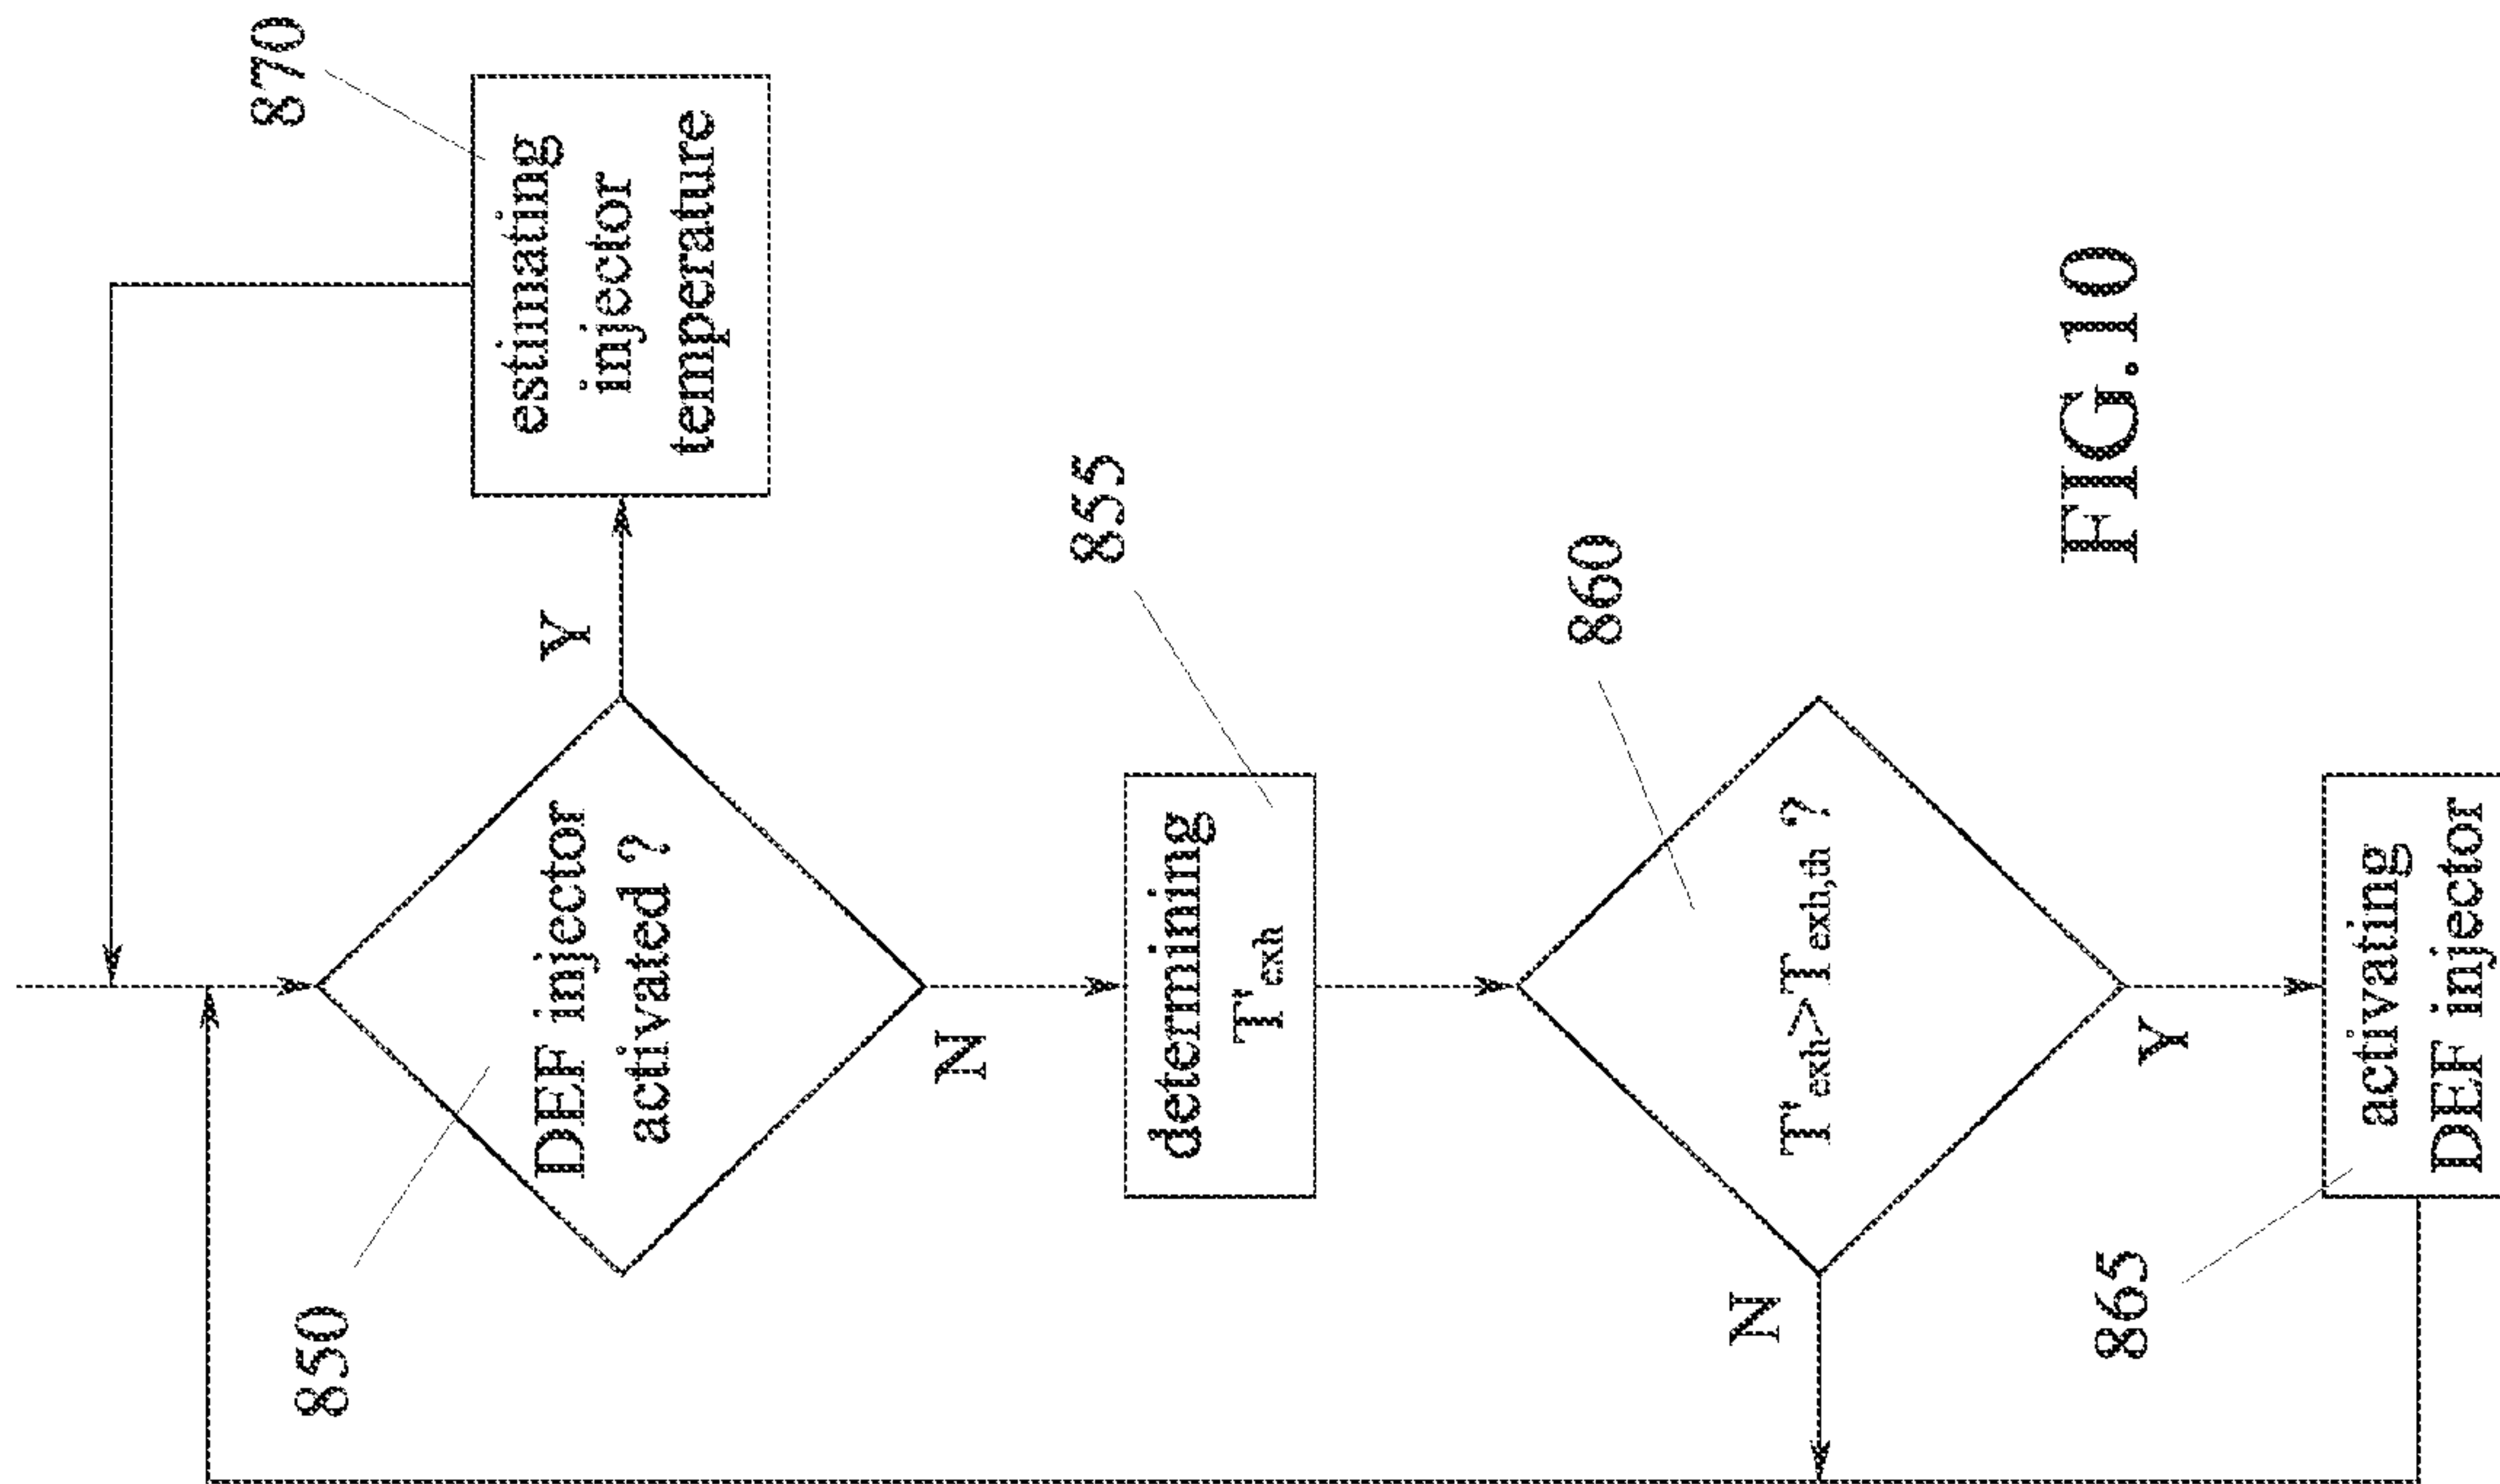 850
DEF injector
activated ?
Y
870
estimating
injector
temperature
N
855
determining
T'exh
860
T'exh>Texh,th ?
N
Y
865
activating
DEF injector
FIG.10